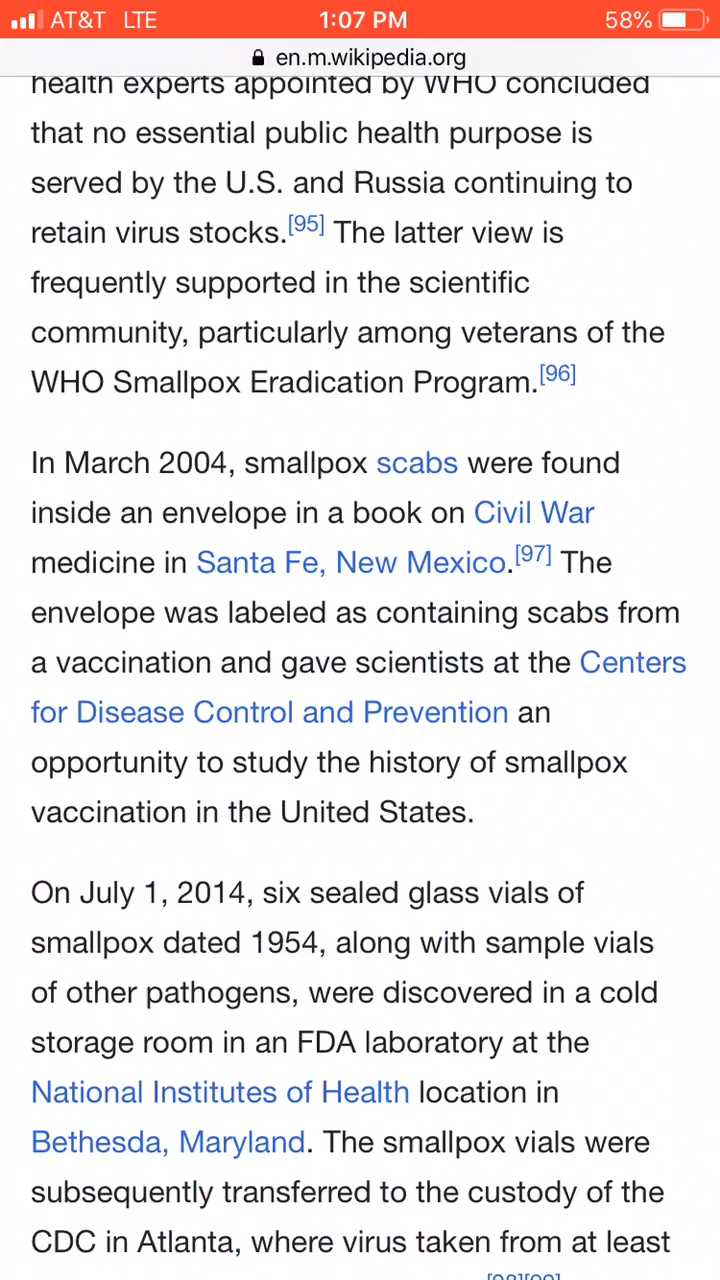 AT&T LTE 1:07 PM 58%
en.m.wikipedia.org
health experts appointed by WHO concluded
that no essential public health purpose is
served by the U.S. and Russia continuing to
retain virus stocks.[95] The latter view is
frequently supported in the scientific
community, particularly among veterans of the
WHO Smallpox Eradication Program.[96]
In March 2004, smallpox scabs were found
inside an envelope in a book on Civil War
medicine in Santa Fe, New Mexico.[97] The
envelope was labeled as containing scabs from
a vaccination and gave scientists at the Centers
for Disease Control and Prevention an
opportunity to study the history of smallpox
vaccination in the United States.
On July 1, 2014, six sealed glass vials of
smallpox dated 1954, along with sample vials
of other pathogens, were discovered in a cold
storage room in an FDA laboratory at the
National Institutes of Health location in
Bethesda, Maryland. The smallpox vials were
subsequently transferred to the custody of the
CDC in Atlanta, where virus taken from at least